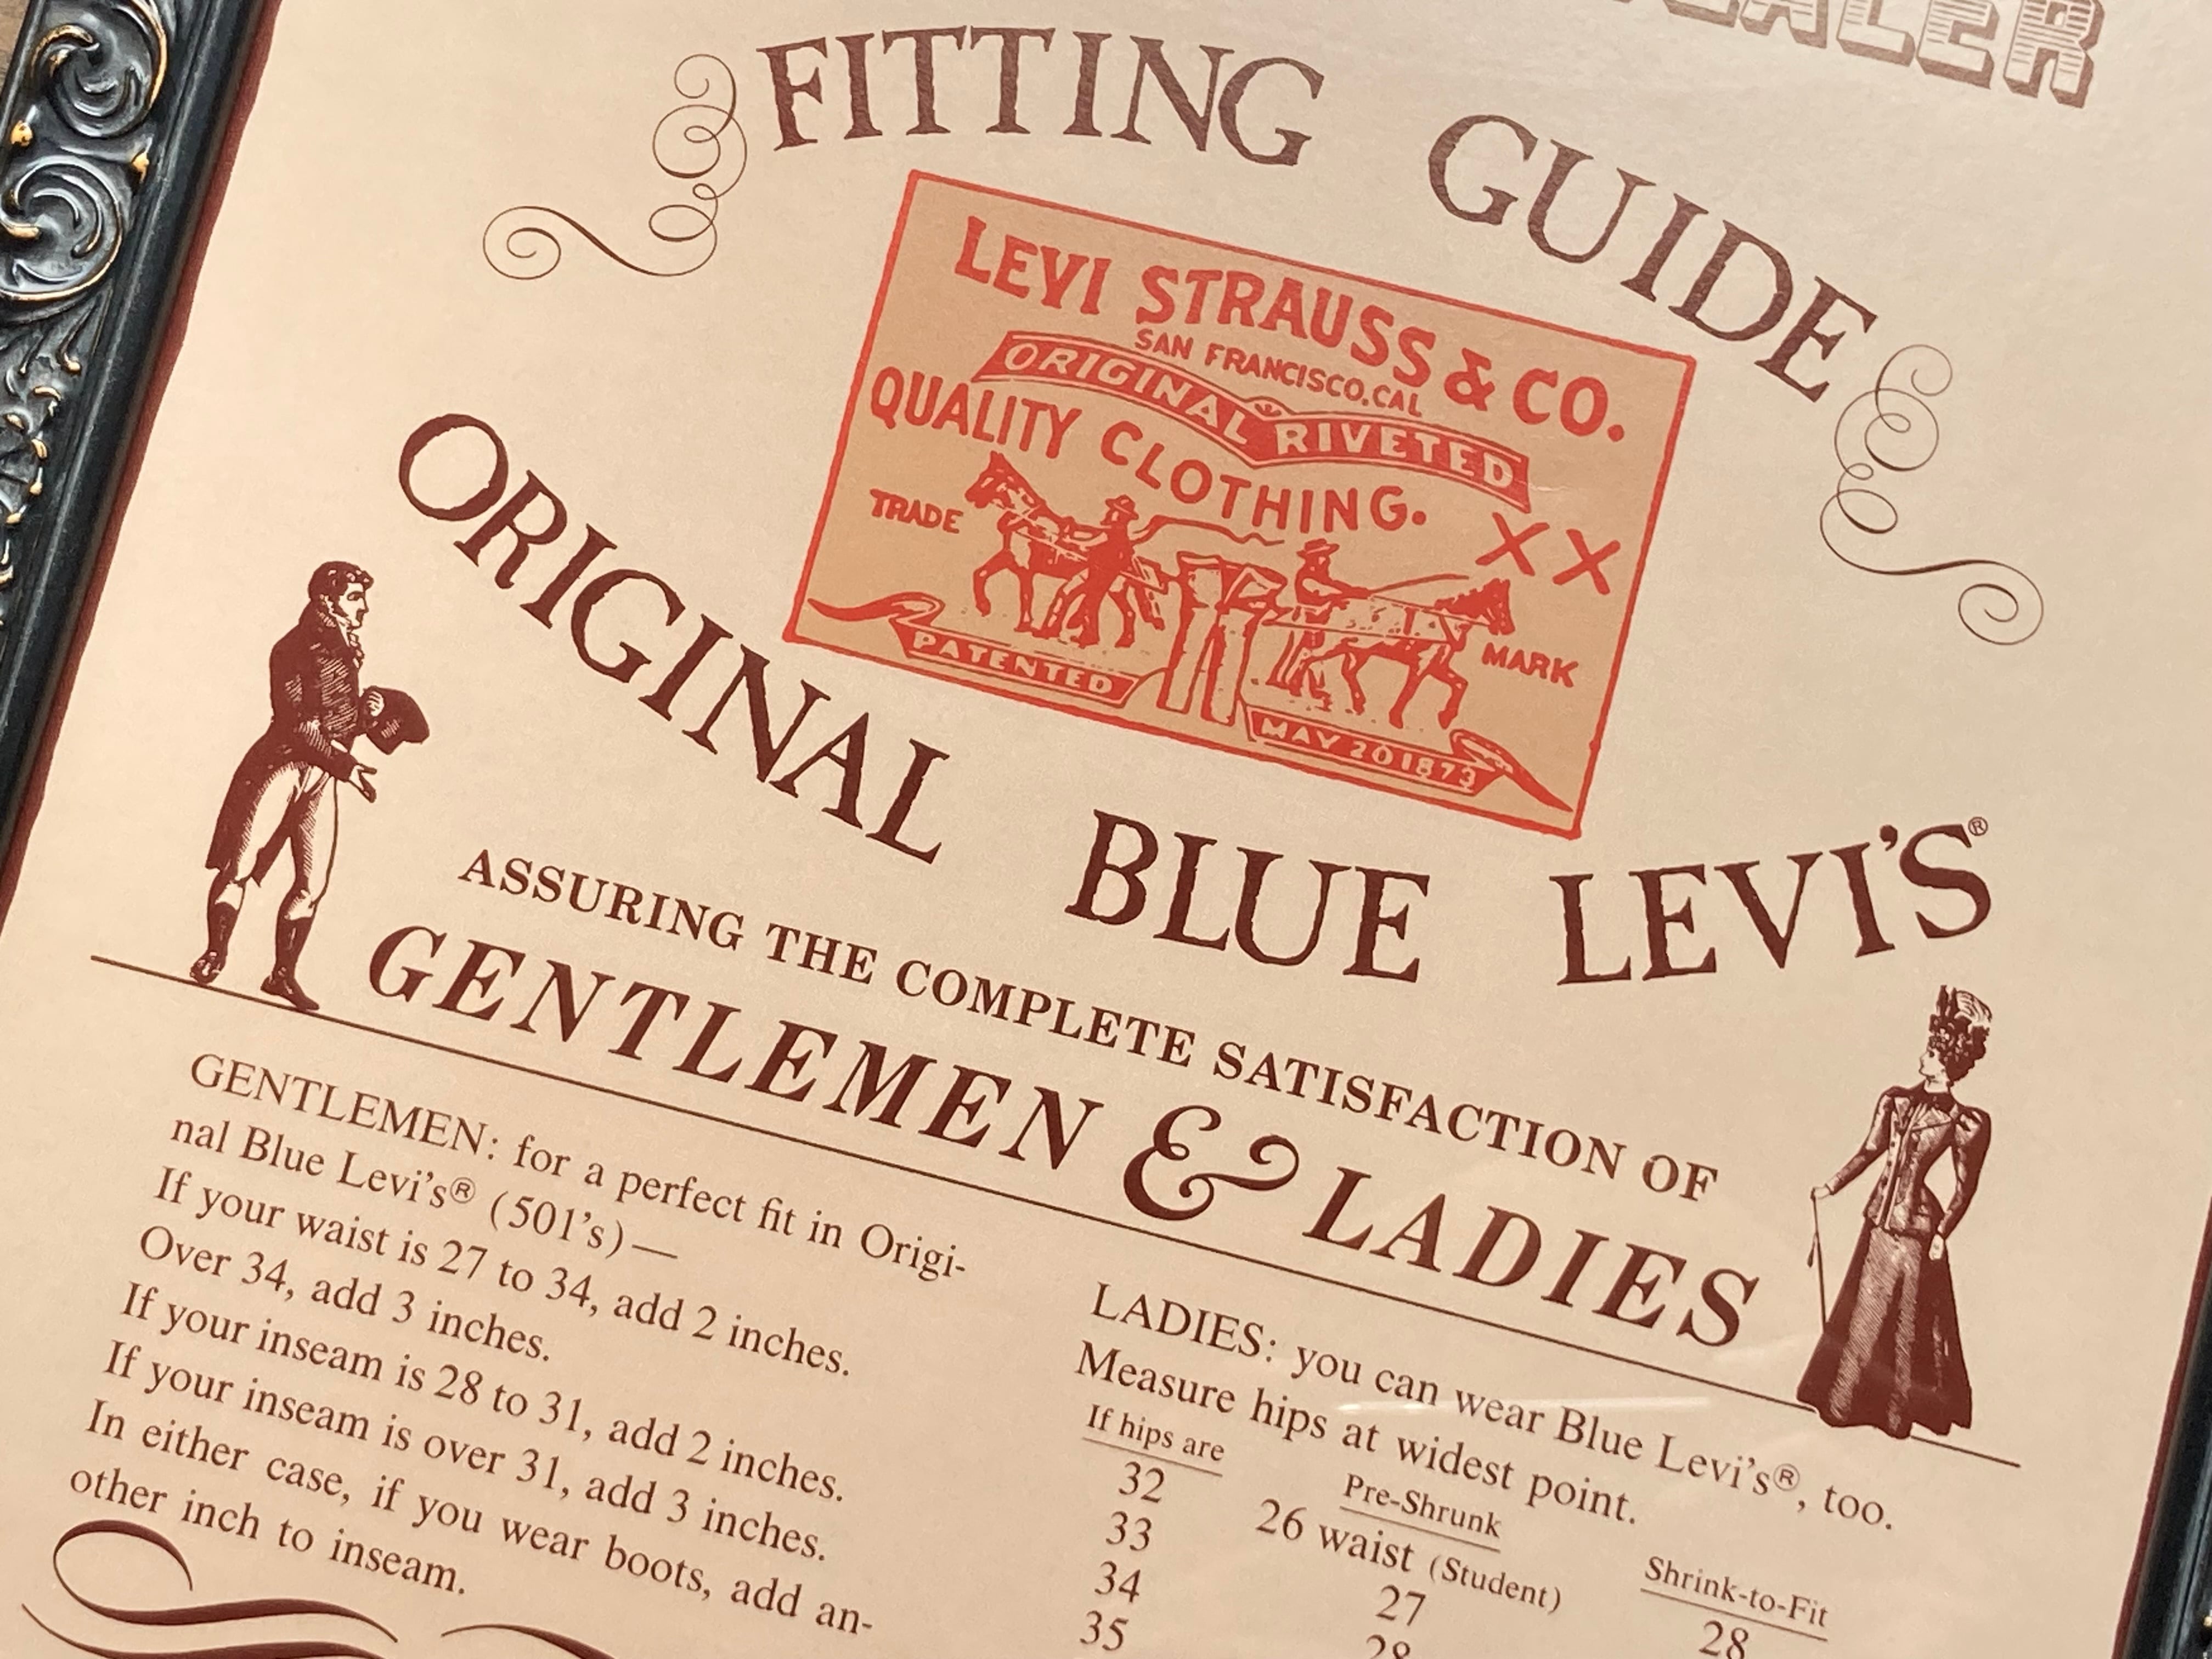 FITTING GUIDE
LEVI STRAUSS & CO.
SAN FRANCISCO, CAL
ORIGINAL RIVETED
QUALITY CLOTHING.
TRADE
XX
MARK
PATENTED
MAY 20 1873
ORIGINAL BLUE LEVI'S®
ASSURING THE COMPLETE SATISFACTION OF
GENTLEMEN & LADIES
GENTLEMEN: for a perfect fit in Origi-
nal Blue Levi's® (501's)—
If your waist is 27 to 34, add 2 inches.
Over 34, add 3 inches.
If your inseam is 28 to 31, add 2 inches.
If your inseam is over 31, add 3 inches.
In either case, if you wear boots, add an-
other inch to inseam.
LADIES: you can wear Blue Levi's®, too.
Measure hips at widest point.
If hips are Pre-Shrunk Shrink-to-Fit
32 26 waist (Student) 28
33 27
34 28
35